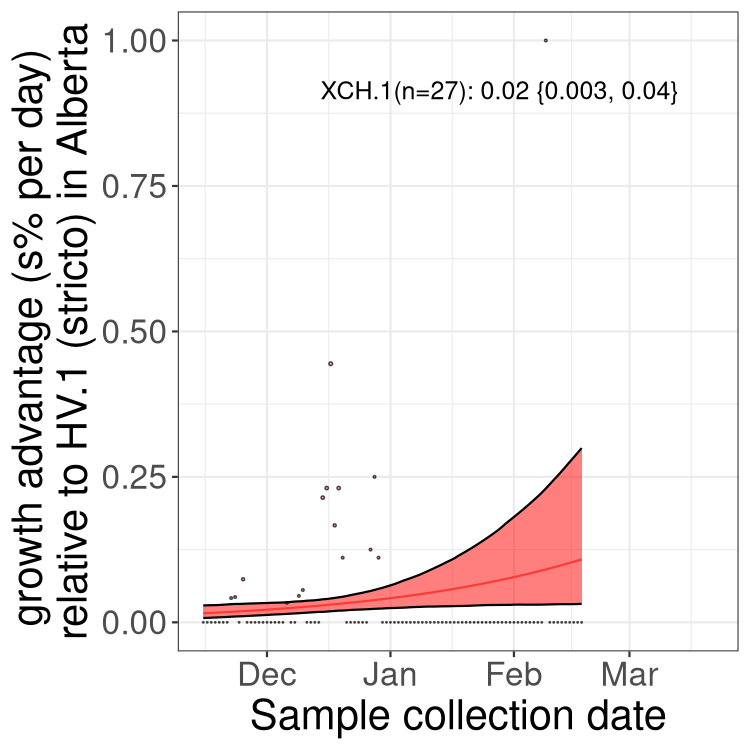 growth advantage (s% per day)
relative to HV.1 (stricto) in Alberta
1.00
0.75
0.50
0.25
0.00
XCH.1(n=27): 0.02 {0.003, 0.04}
Dec Jan Feb Mar
Sample collection date